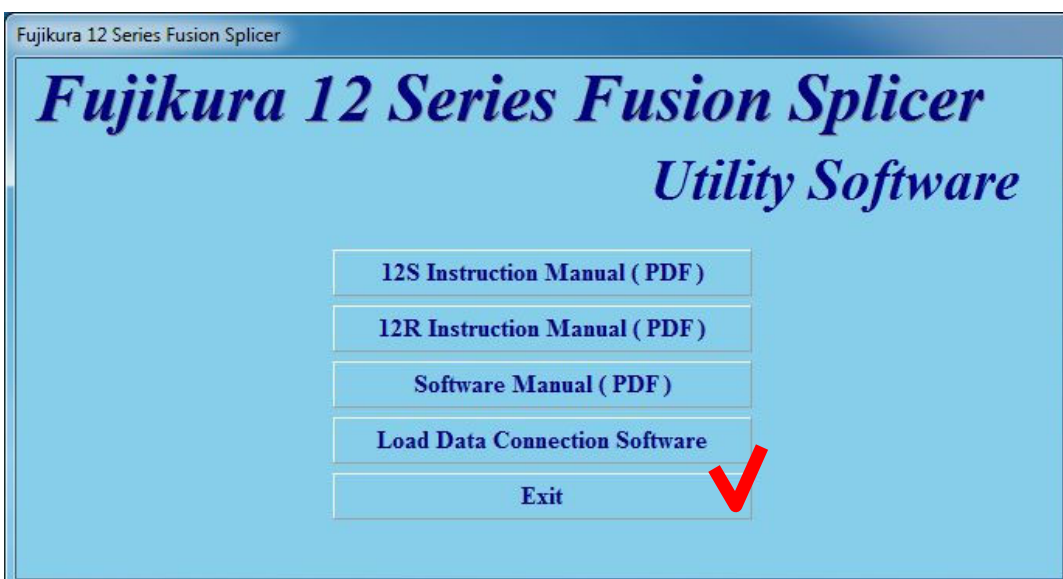 Fujikura 12 Series Fusion Splicer
Fujikura 12 Series Fusion Splicer
Utility Software
12S Instruction Manual ( PDF )
12R Instruction Manual ( PDF )
Software Manual ( PDF )
Load Data Connection Software
Exit